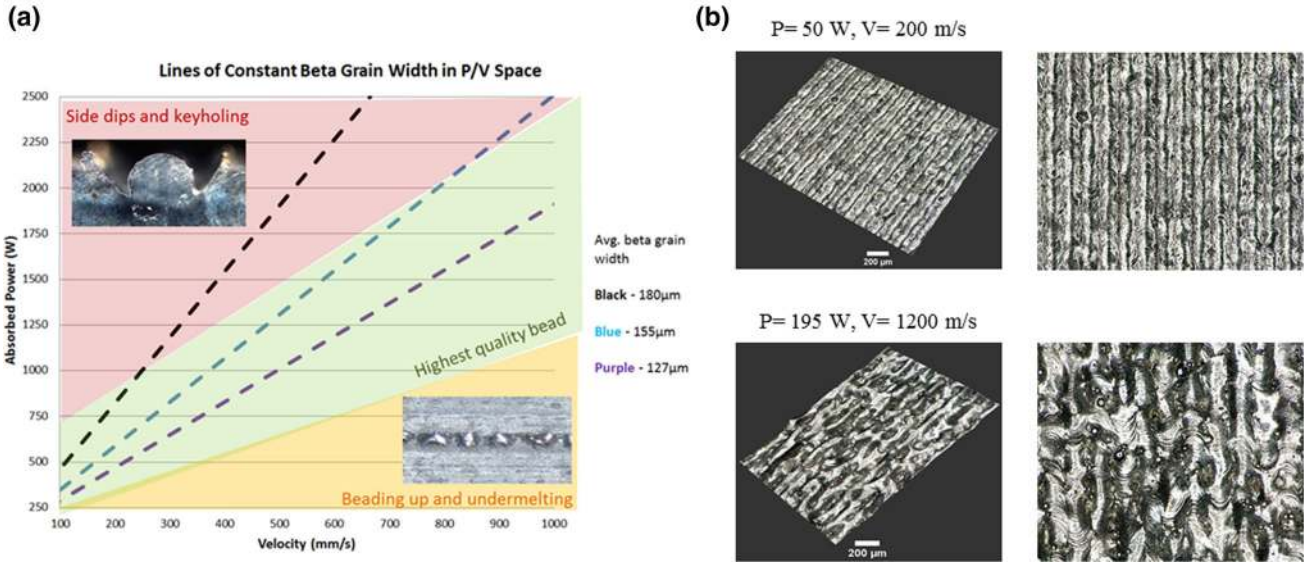 (a)
Lines of Constant Beta Grain Width in P/V Space
Absorbed Power (W)
2500
2250
2000
1750
1500
1250
1000
750
500
250
Side dips and keyholing
Highest quality bead
Beading up and undermelting
100 200 300 400 500 600 700 800 900 1000
Velocity (mm/s)
Avg. beta grain
width
Black - 180µm
Blue - 155µm
Purple - 127µm
(b)
P= 50 W, V= 200 m/s
200 µm
P= 195 W, V= 1200 m/s
200 µm